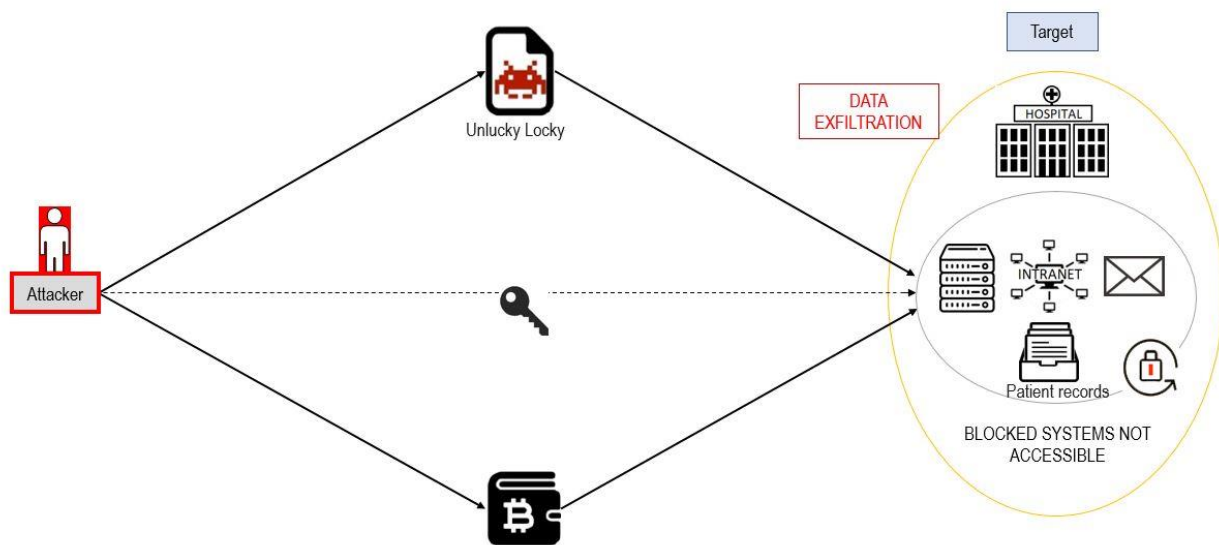 Target
DATA
EXFILTRATION
HOSPITAL
Unlucky Locky
Attacker
INTRANET
Patient records
BLOCKED SYSTEMS NOT
ACCESSIBLE